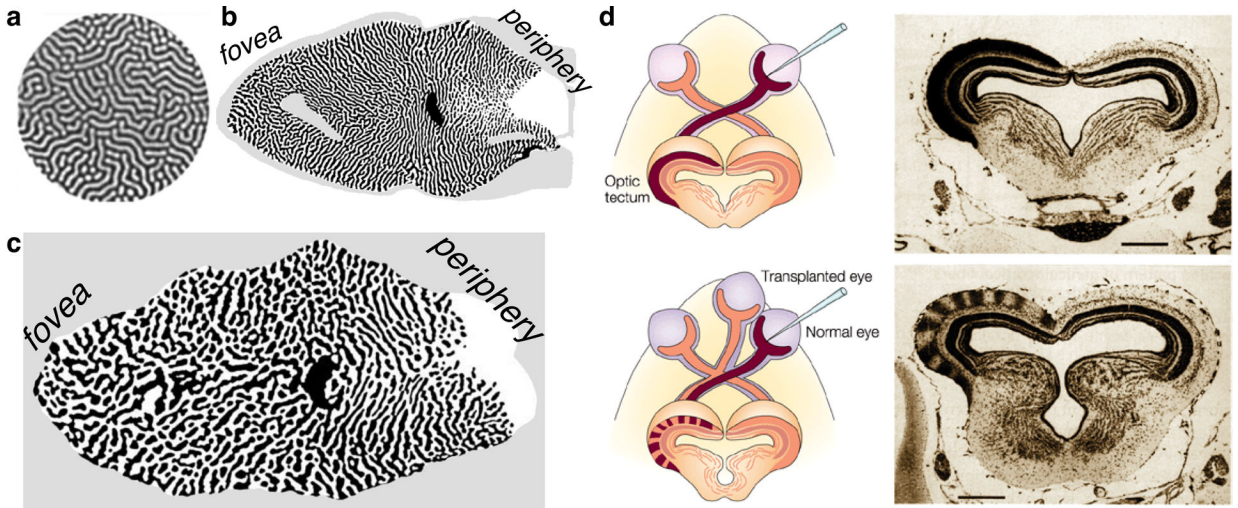 a
b
fovea
periphery
d
Optic
tectum
c
fovea
periphery
Transplanted eye
Normal eye